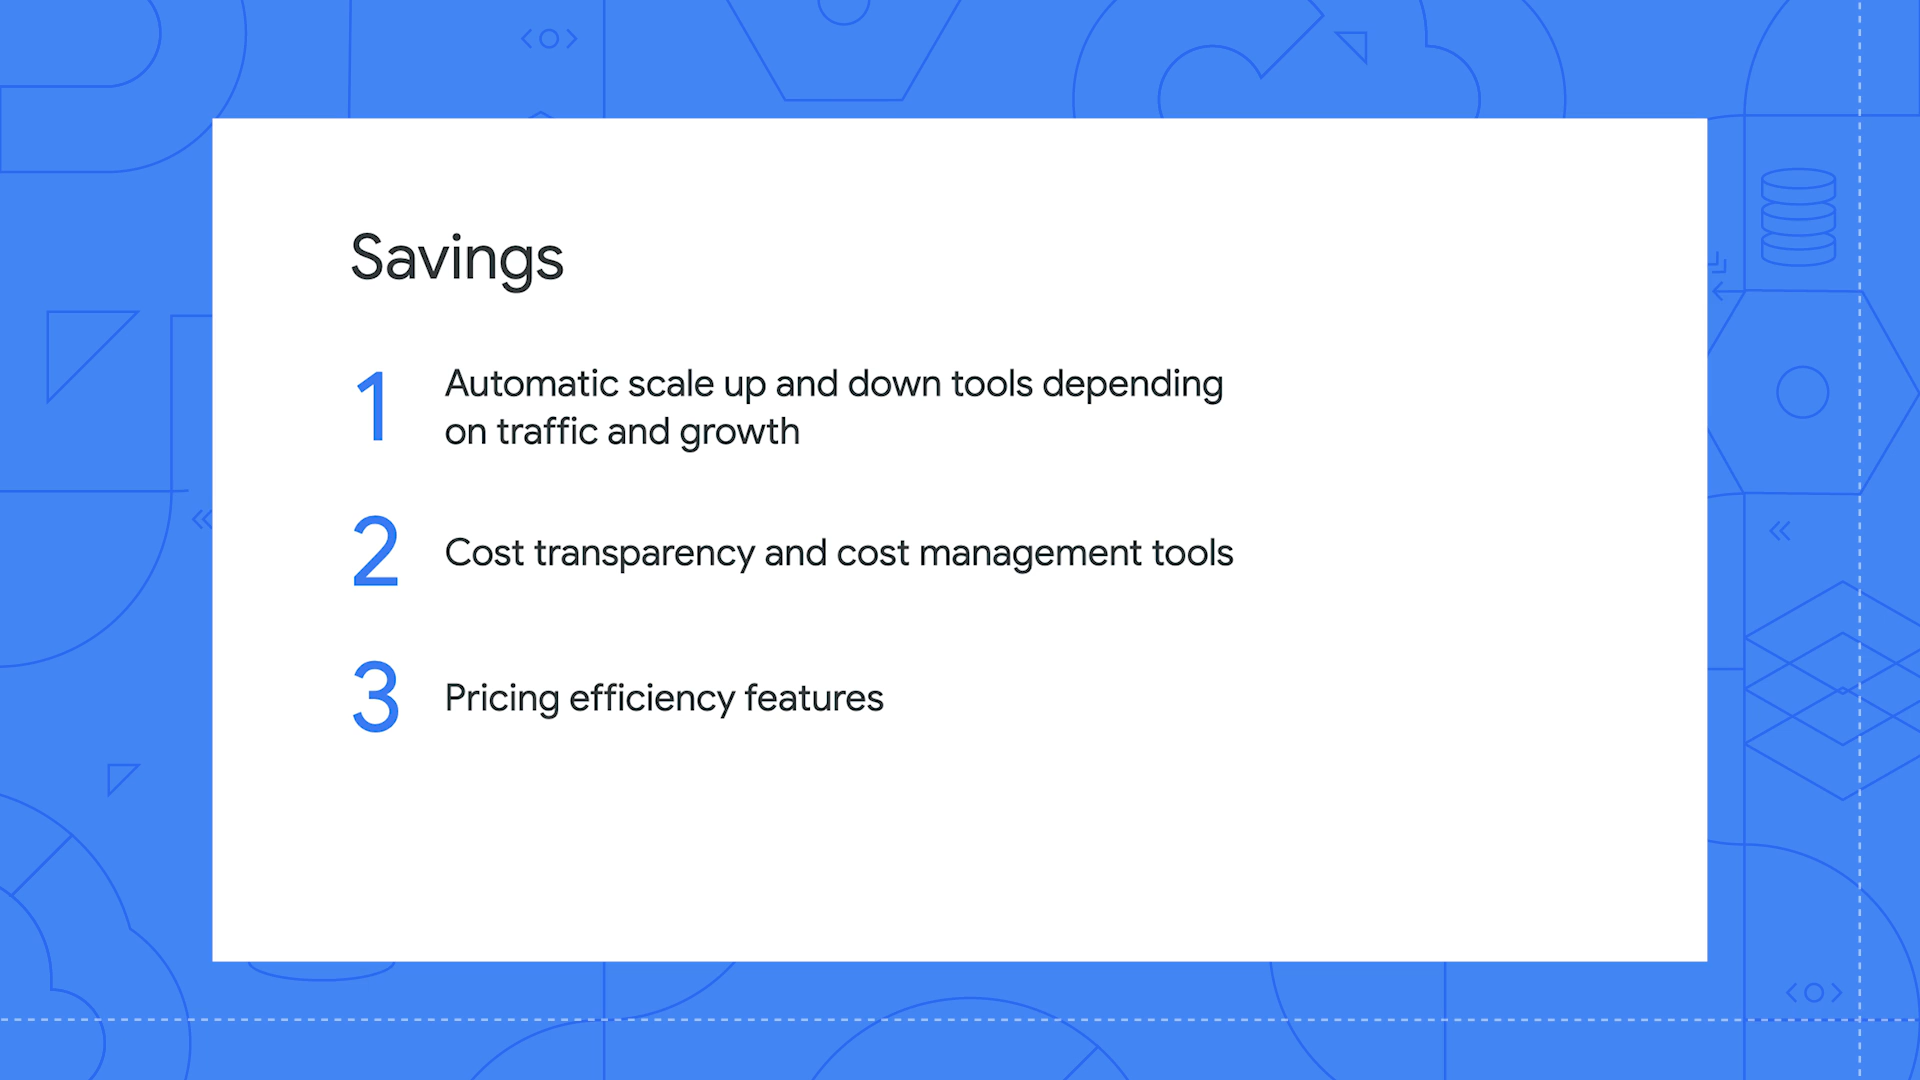 Savings
1 Automatic scale up and down tools depending
on traffic and growth
2 Cost transparency and cost management tools
3 Pricing efficiency features